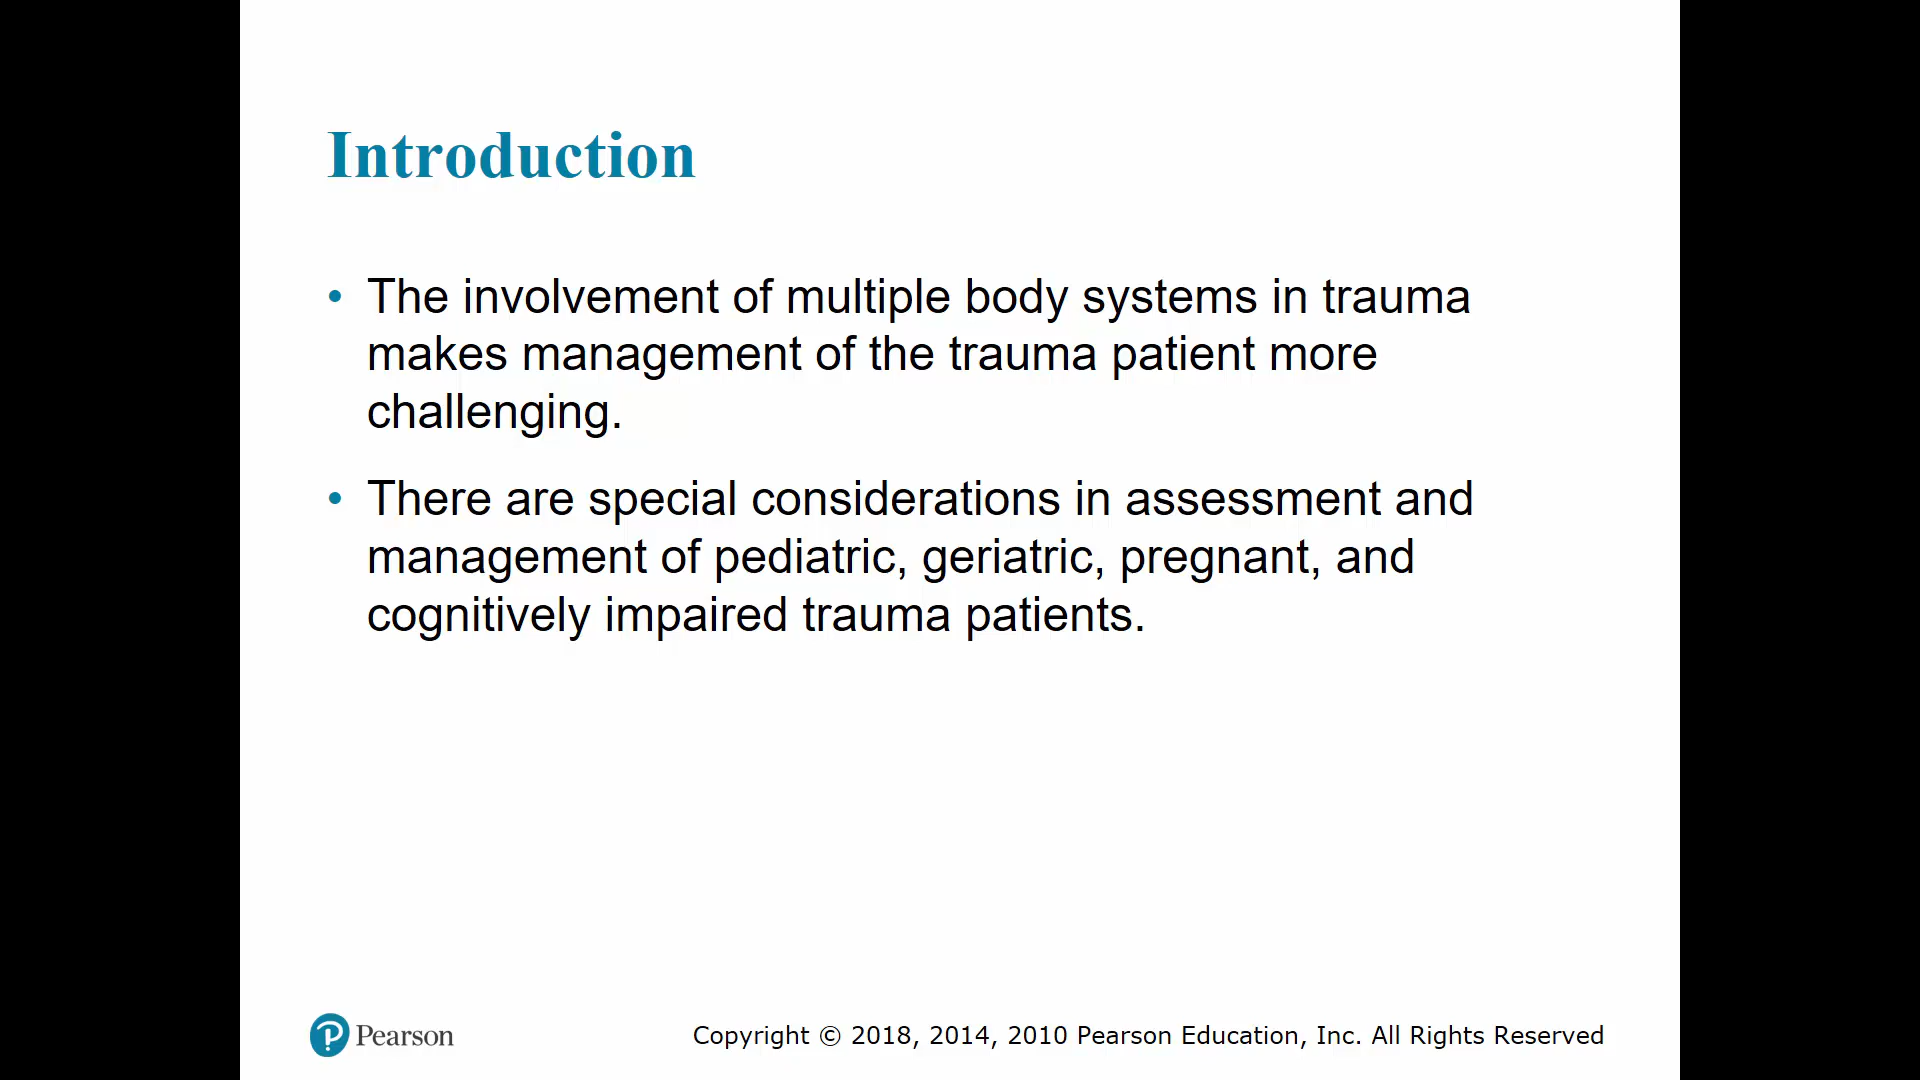 Introduction
• The involvement of multiple body systems in trauma
makes management of the trauma patient more
challenging.
• There are special considerations in assessment and
management of pediatric, geriatric, pregnant, and
cognitively impaired trauma patients.
Pearson
Copyright © 2018, 2014, 2010 Pearson Education, Inc. All Rights Reserved